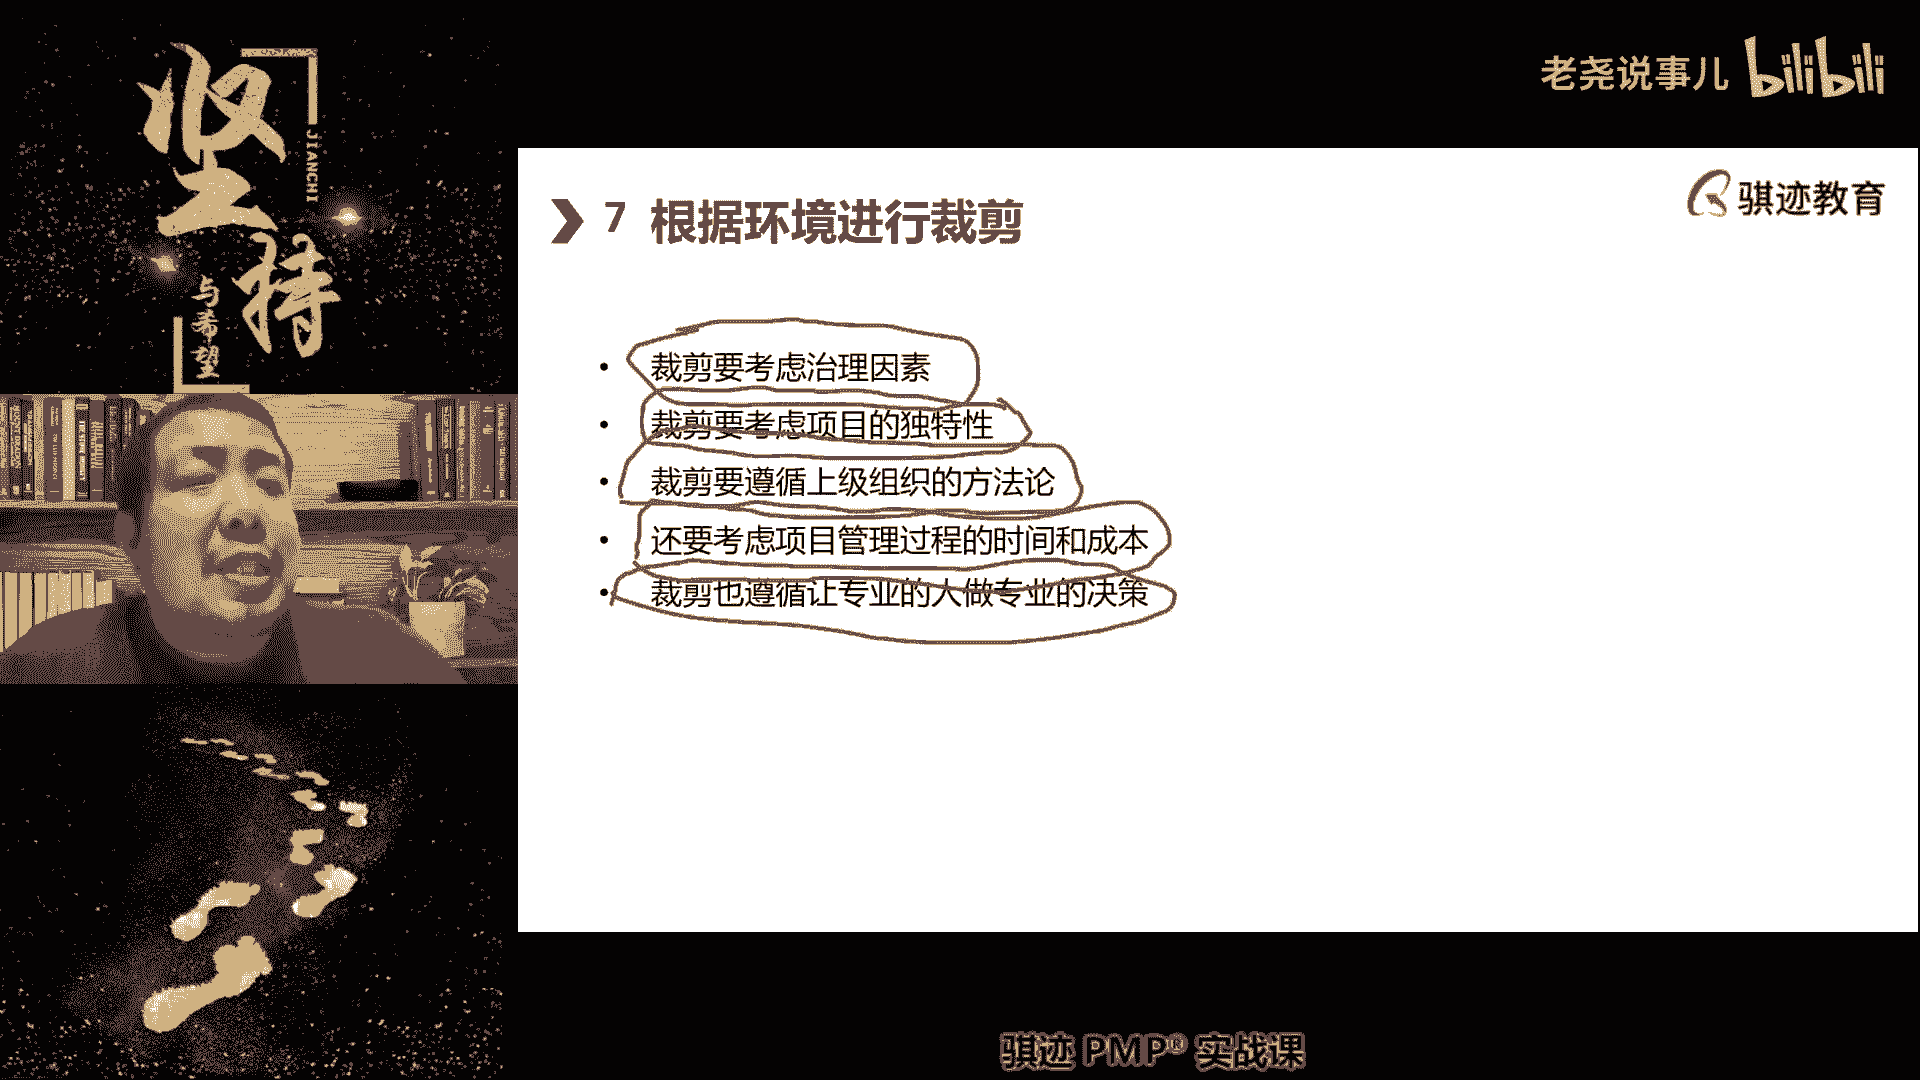 坚持
JIANCHI
与希望
老尧说事儿 bilibili
骐迹教育
7 根据环境进行裁剪
• 裁剪要考虑治理因素
• 裁剪要考虑项目的独特性
• 裁剪要遵循上级组织的方法论
• 还要考虑项目管理过程的时间和成本
• 裁剪也遵循让专业的人做专业的决策
骐迹 PMP® 实战课